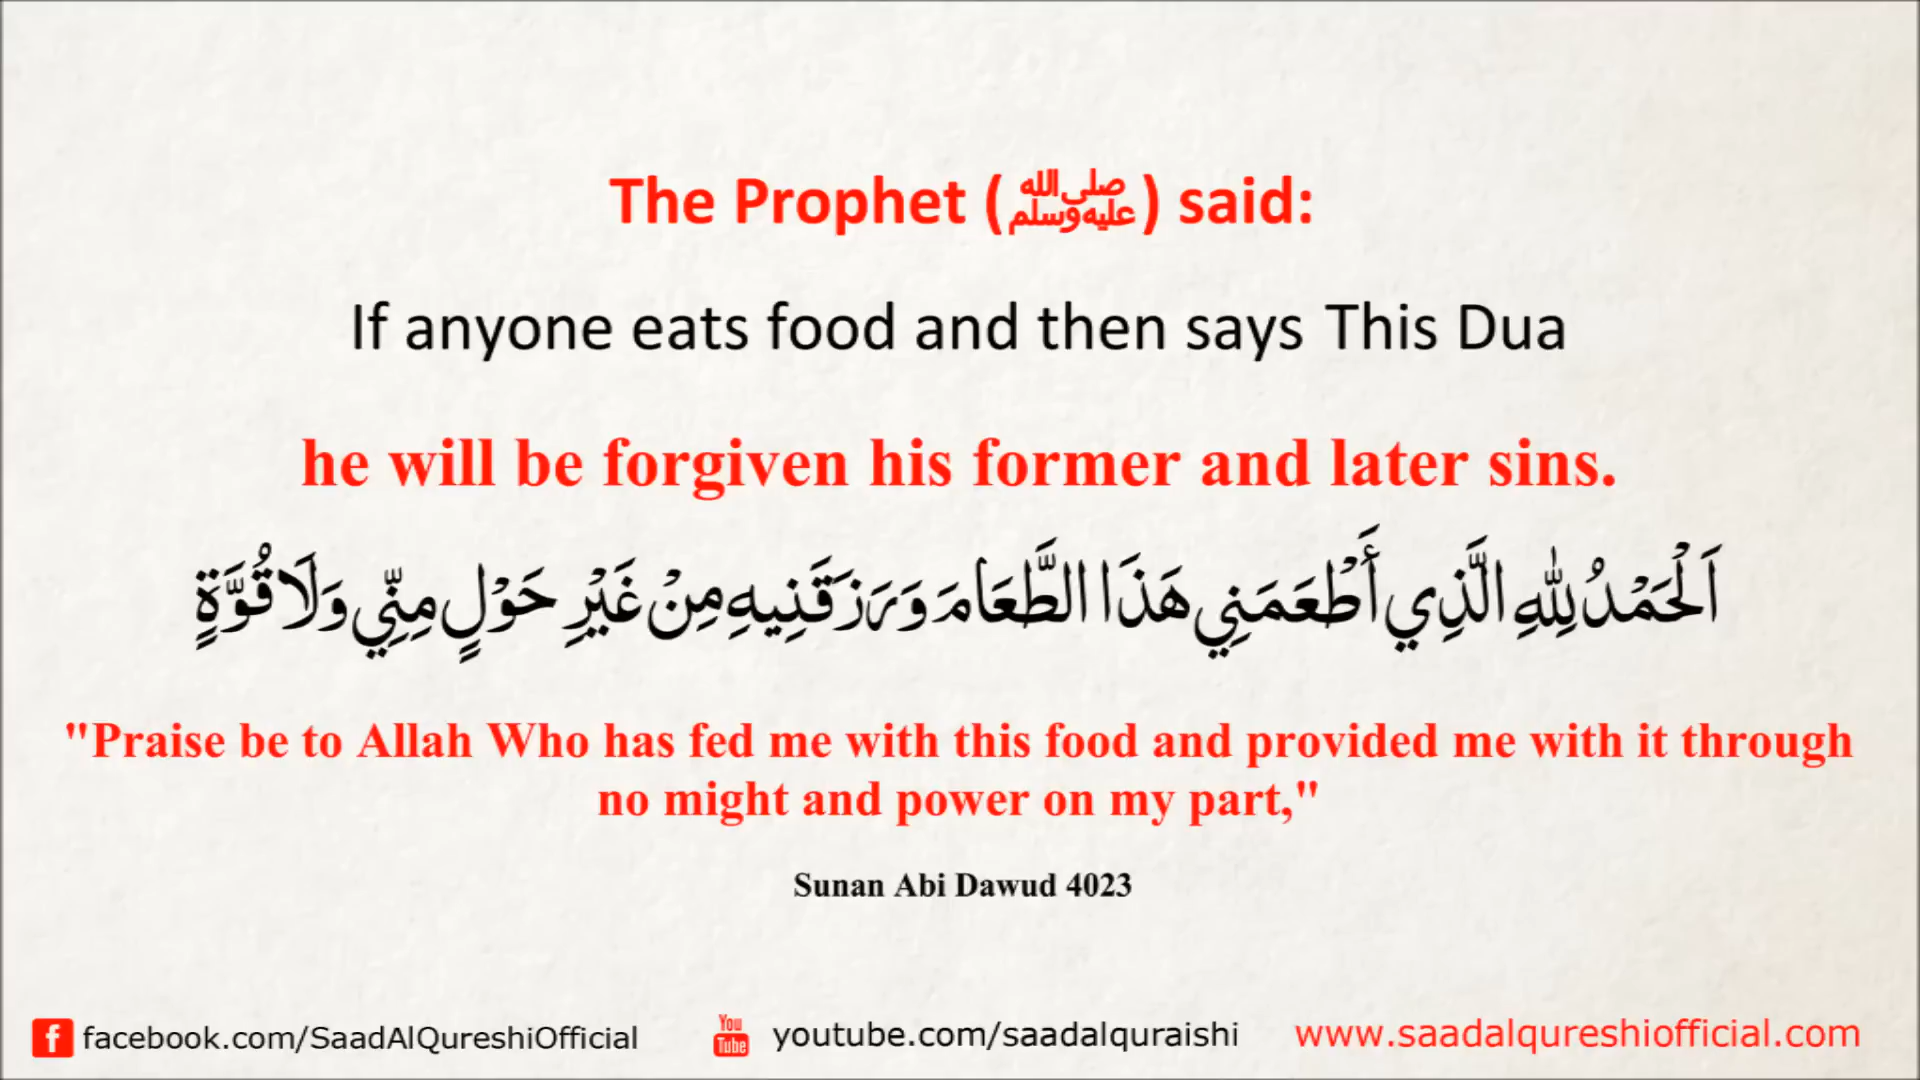 The Prophet (ﷺ) said:
If anyone eats food and then says This Dua
he will be forgiven his former and later sins.
اَلْحَمْدُ لِلّٰهِ الَّذِي أَطْعَمَنِي هَذَا الطَّعَامَ وَرَزَقَنِيهِ مِنْ غَيْرِ حَوْلٍ مِنِّي وَلَا قُوَّةٍ
"Praise be to Allah Who has fed me with this food and provided me with it through
no might and power on my part,"
Sunan Abi Dawud 4023
f facebook.com/SaadAlQureshiOfficial You Tube youtube.com/saadalquraishi www.saadalqureshiofficial.com